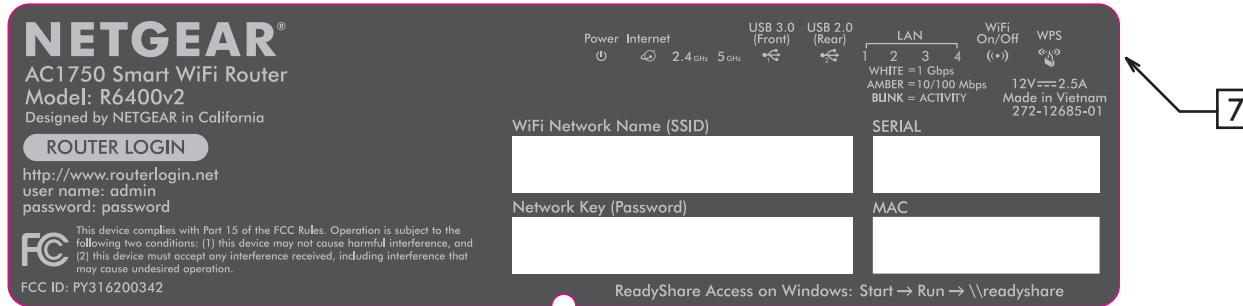 NETGEAR®
AC1750 Smart WiFi Router
Model: R6400v2
Designed by NETGEAR in California
ROUTER LOGIN
http://www.routerlogin.net
user name: admin
password: password
FC This device complies with Part 15 of the FCC Rules. Operation is subject to the
following two conditions: (1) this device may not cause harmful interference, and
(2) this device must accept any interference received, including interference that
may cause undesired operation.
FCC ID: PY316200342
Power Internet
2.4 GHz 5 GHz
USB 3.0
(Front)
USB 2.0
(Rear)
LAN
1 2 3 4
WHITE =1 Gbps
AMBER =10/100 Mbps
BLINK = ACTIVITY
WiFi
On/Off
WPS
12V⎓2.5A
Made in Vietnam
272-12685-01
WiFi Network Name (SSID)
SERIAL
Network Key (Password)
MAC
ReadyShare Access on Windows: Start → Run → \\readyshare
7